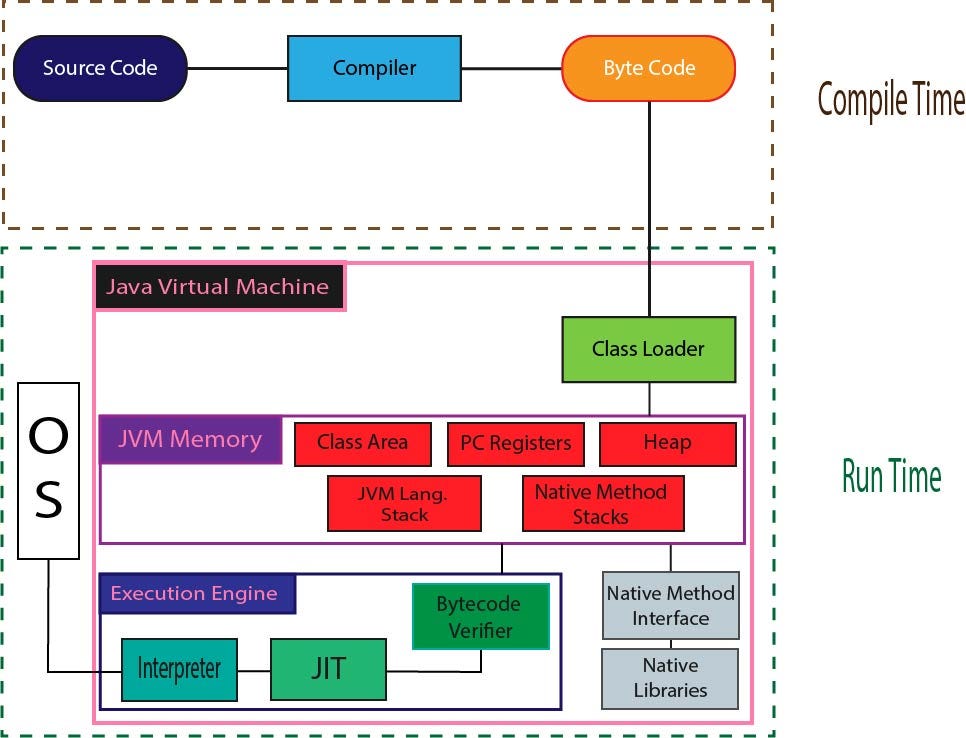 Source Code
Compiler
Byte Code
Compile Time
Java Virtual Machine
Class Loader
O
S
JVM Memory
Class Area
PC Registers
Heap
JVM Lang.
Stack
Native Method
Stacks
Run Time
Execution Engine
Bytecode
Verifier
Interpreter
JIT
Native Method
Interface
Native
Libraries